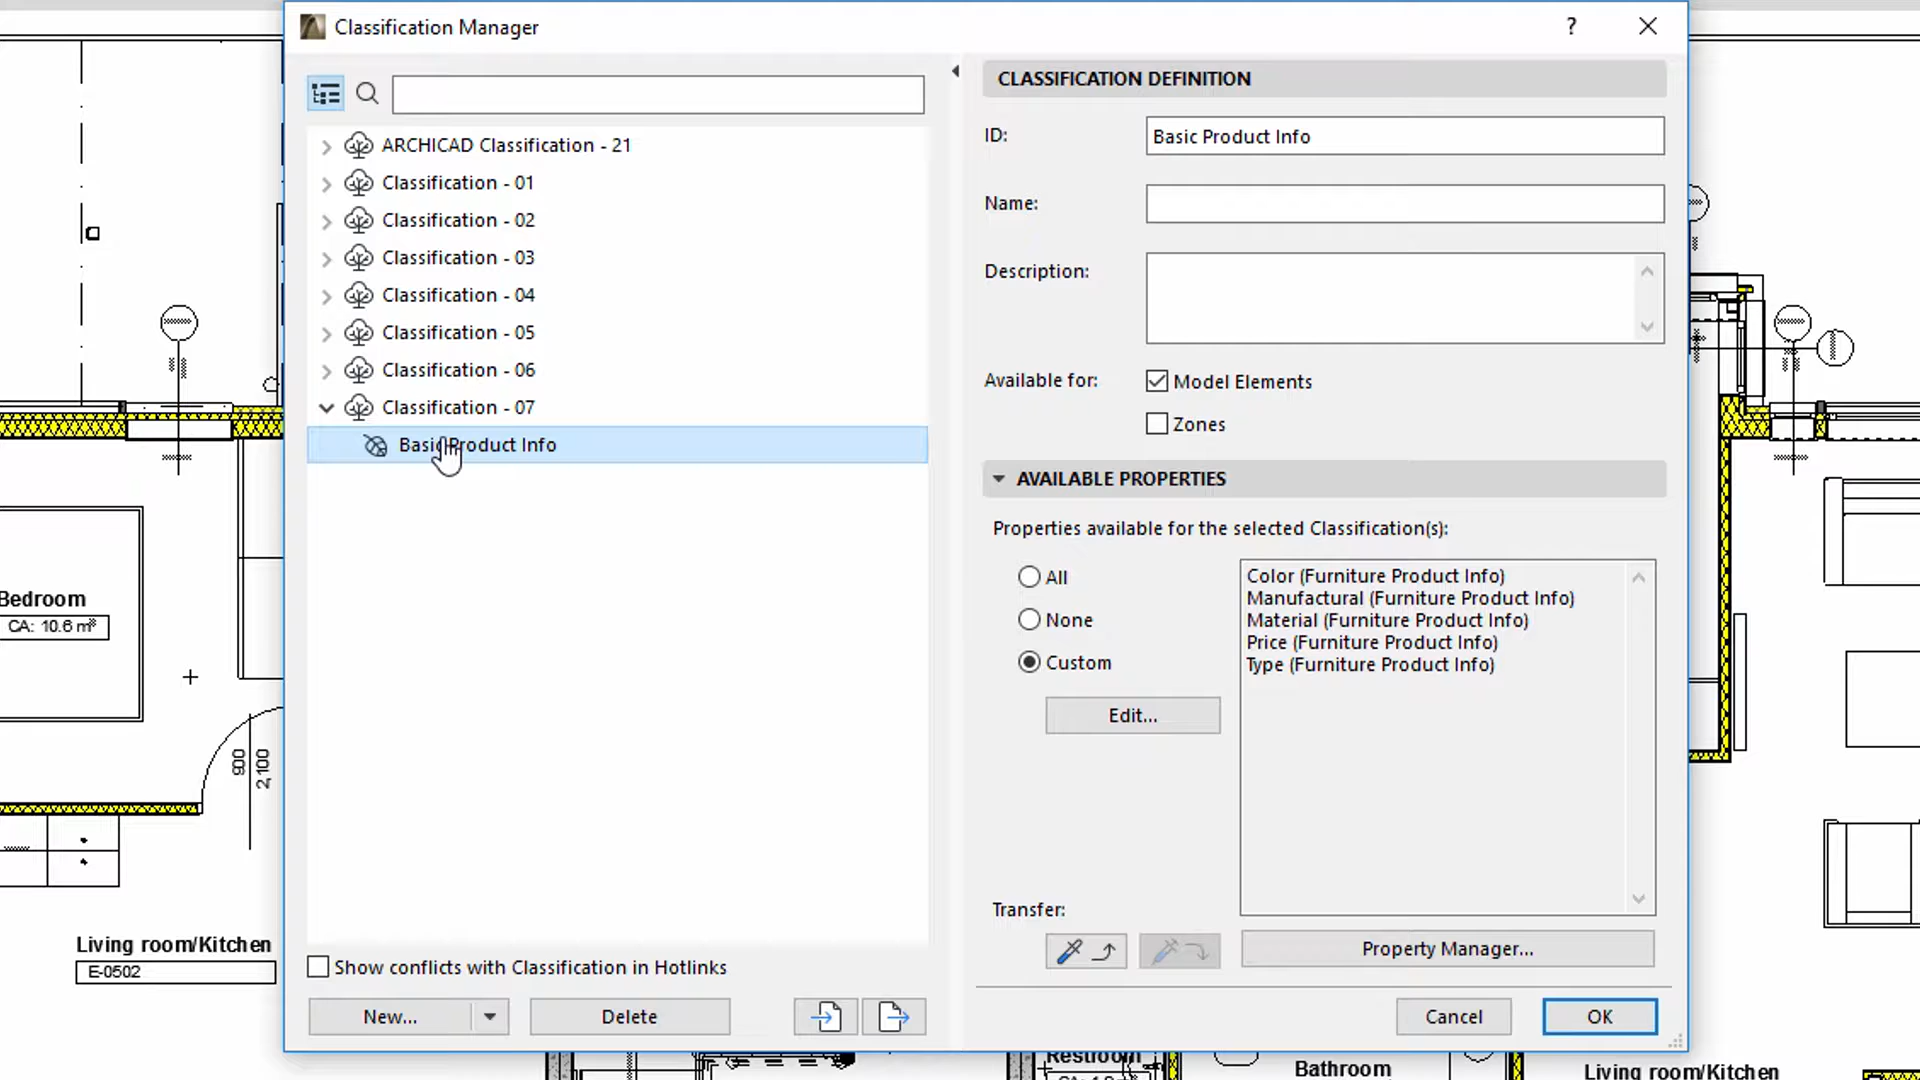 Classification Manager
?
ARCHICAD Classification - 21
Classification - 01
Classification - 02
Classification - 03
Classification - 04
Classification - 05
Classification - 06
Classification - 07
Basic Product Info
Show conflicts with Classification in Hotlinks
New...
Delete
CLASSIFICATION DEFINITION
ID:
Basic Product Info
Name:
Description:
Available for:
Model Elements
Zones
AVAILABLE PROPERTIES
Properties available for the selected Classification(s):
All
None
Custom
Edit...
Color (Furniture Product Info)
Manufactural (Furniture Product Info)
Material (Furniture Product Info)
Price (Furniture Product Info)
Type (Furniture Product Info)
Transfer:
Property Manager...
Cancel
OK
Bedroom
CA: 10.6 m²
900
2,100
Living room/Kitchen
E-0502
Restroom
Bathroom
Living room/Kitchen